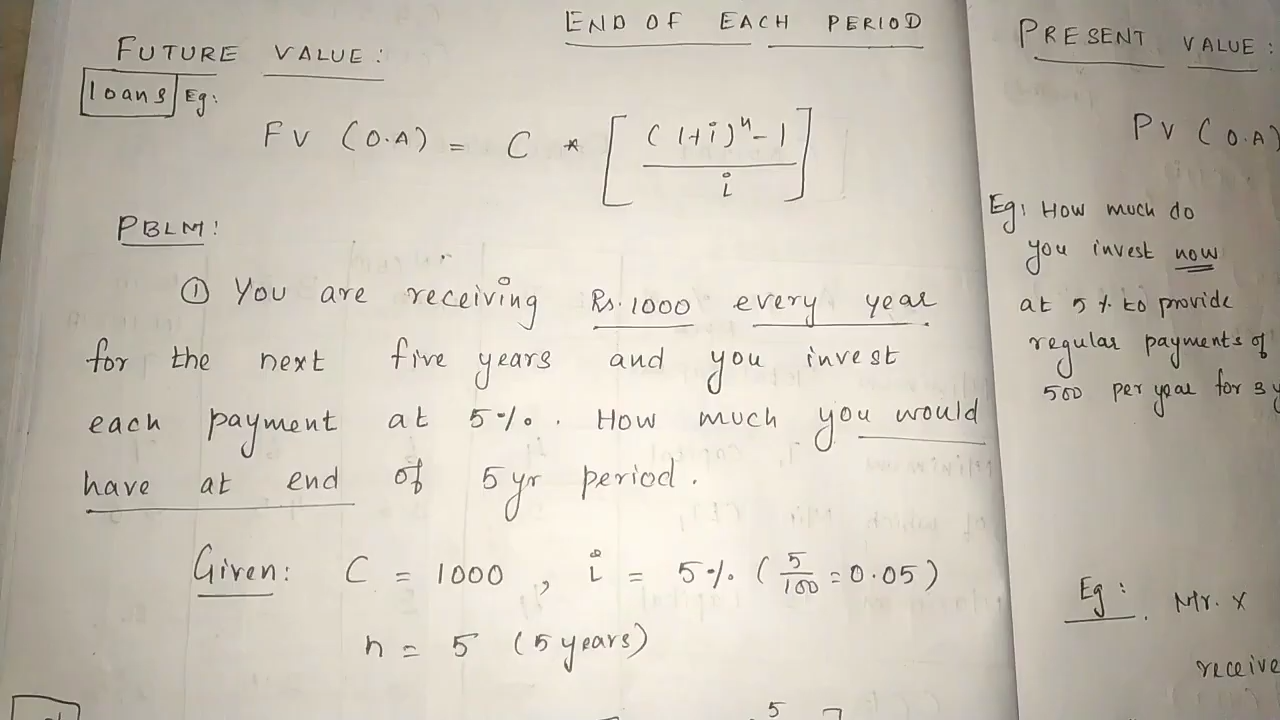 END OF EACH PERIOD
FUTURE VALUE:
loans Eg:
FV (O.A) = C * [ ((1+i)^n - 1) / i ]
PBLM:
① You are receiving Rs.1000 every year
for the next five years and you invest
each payment at 5%. How much you would
have at end of 5 yr period.
Given: C = 1000, i = 5% (5/100 = 0.05)
n = 5 (5 years)
5
PRESENT VALUE:
PV (O.A)
Eg: How much do
you invest now
at 5% to provide
regular payments of
500 per year for 3 y
Eg: Mr. X
receive